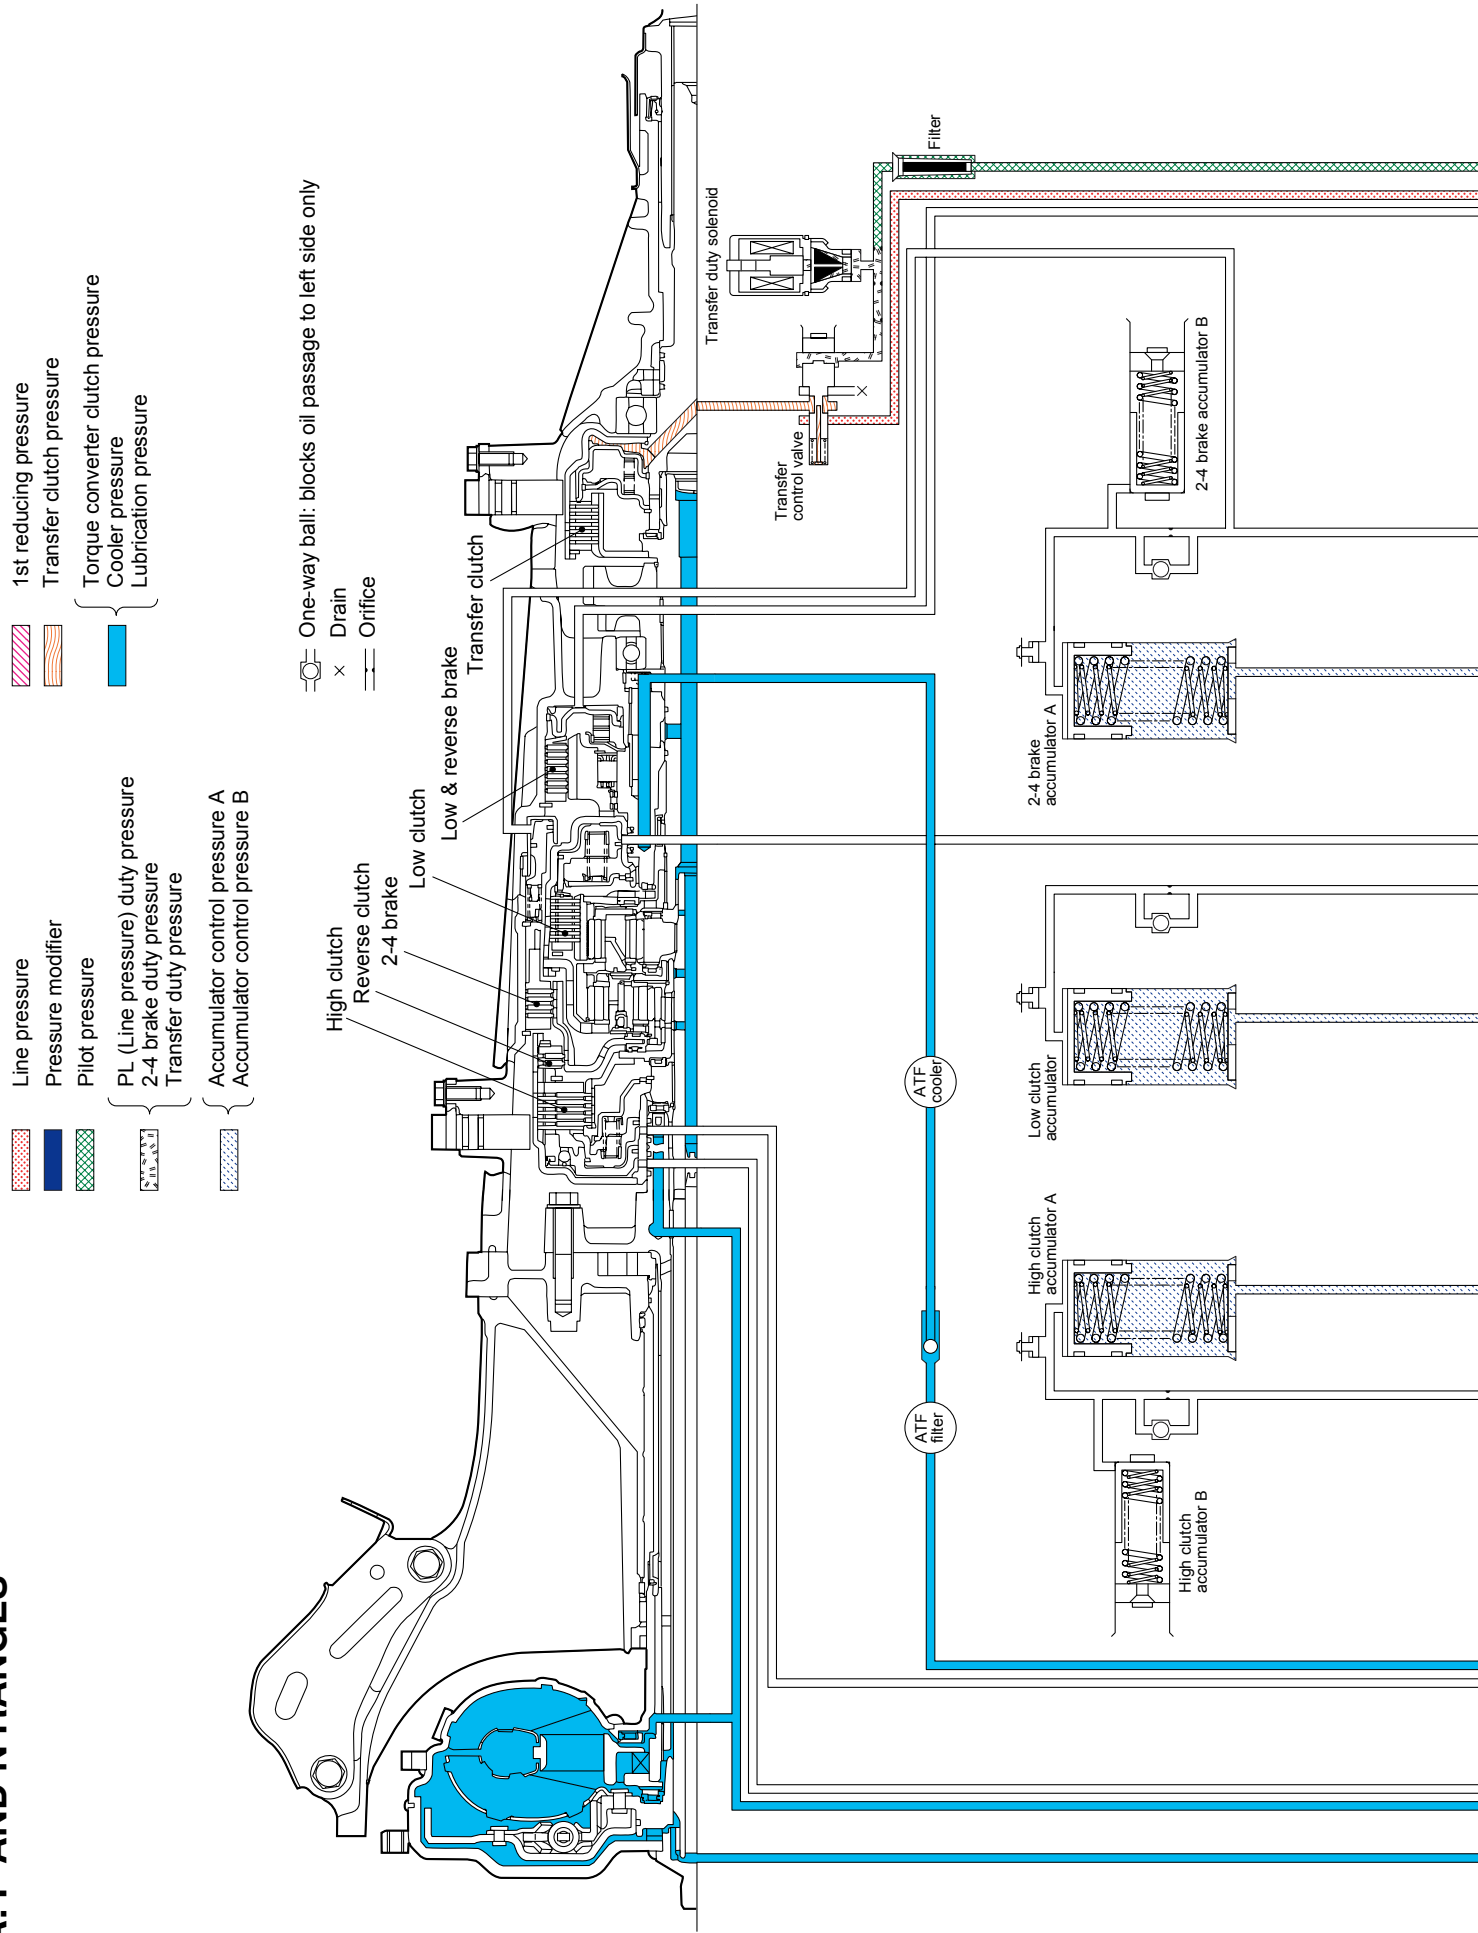 AND N RANGES
Line pressure
Pressure modifier
Pilot pressure
PL (Line pressure) duty pressure
2-4 brake duty pressure
Transfer duty pressure
Accumulator control pressure A
Accumulator control pressure B
1st reducing pressure
Transfer clutch pressure
Torque converter clutch pressure
Cooler pressure
Lubrication pressure
One-way ball: blocks oil passage to left side only
Drain
Orifice
High clutch
Reverse clutch
2-4 brake
Low clutch
Low & reverse brake
Transfer clutch
Transfer duty solenoid
Filter
Transfer
control valve
ATF
filter
ATF
cooler
High clutch
accumulator B
High clutch
accumulator A
Low clutch
accumulator
2-4 brake
accumulator A
2-4 brake accumulator B